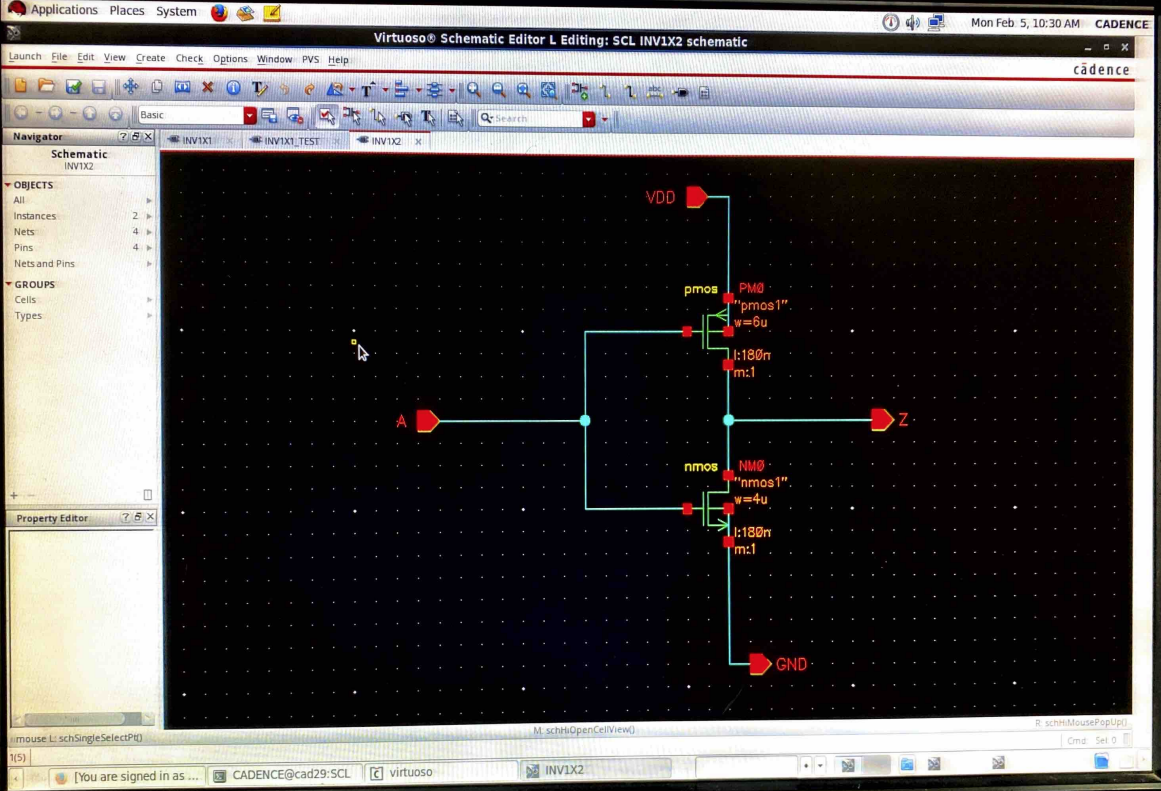 Applications Places System
Mon Feb. 5, 10:30 AM CADENCE
Virtuoso® Schematic Editor L Editing: SCL INV1X2 schematic
Launch File Edit View Create Check Options Window PVS Help
cādence
Basic
Search
Navigator
INV1X1 INV1X1_TEST INV1X2
Schematic
INV1X2
OBJECTS
All
Instances 2
Nets 4
Pins 4
Nets and Pins
GROUPS
Cells
Types
Property Editor
VDD
pmos PM0
"pmos1"
w=6u
l:180n
m:1
A
Z
nmos NM0
"nmos1"
w=4u
l:180n
m:1
GND
mouse L: schSingleSelectPt()
M: schHiOpenCellView()
R: schHiMousePopUp()
1(5)
Cmd: Sel: 0
[You are signed in as ...
CADENCE@cad29:SCL
virtuoso
INV1X2